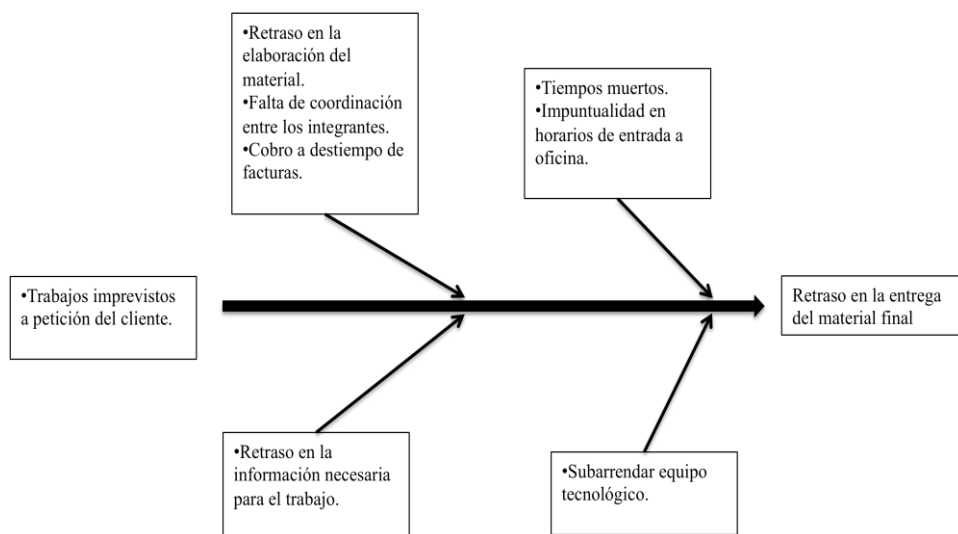 •Retraso en la
elaboración del
material.
•Falta de coordinación
entre los integrantes.
•Cobro a destiempo de
facturas.
•Tiempos muertos.
•Impuntualidad en
horarios de entrada a
oficina.
•Trabajos imprevistos
a petición del cliente.
Retraso en la entrega
del material final
•Retraso en la
información necesaria
para el trabajo.
•Subarrendar equipo
tecnológico.